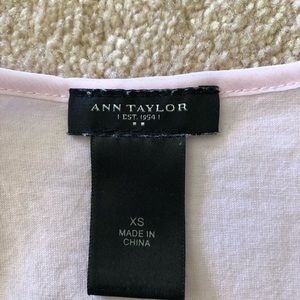 ANN TAYLOR
| EST. 1954 |
XS
MADE IN
CHINA